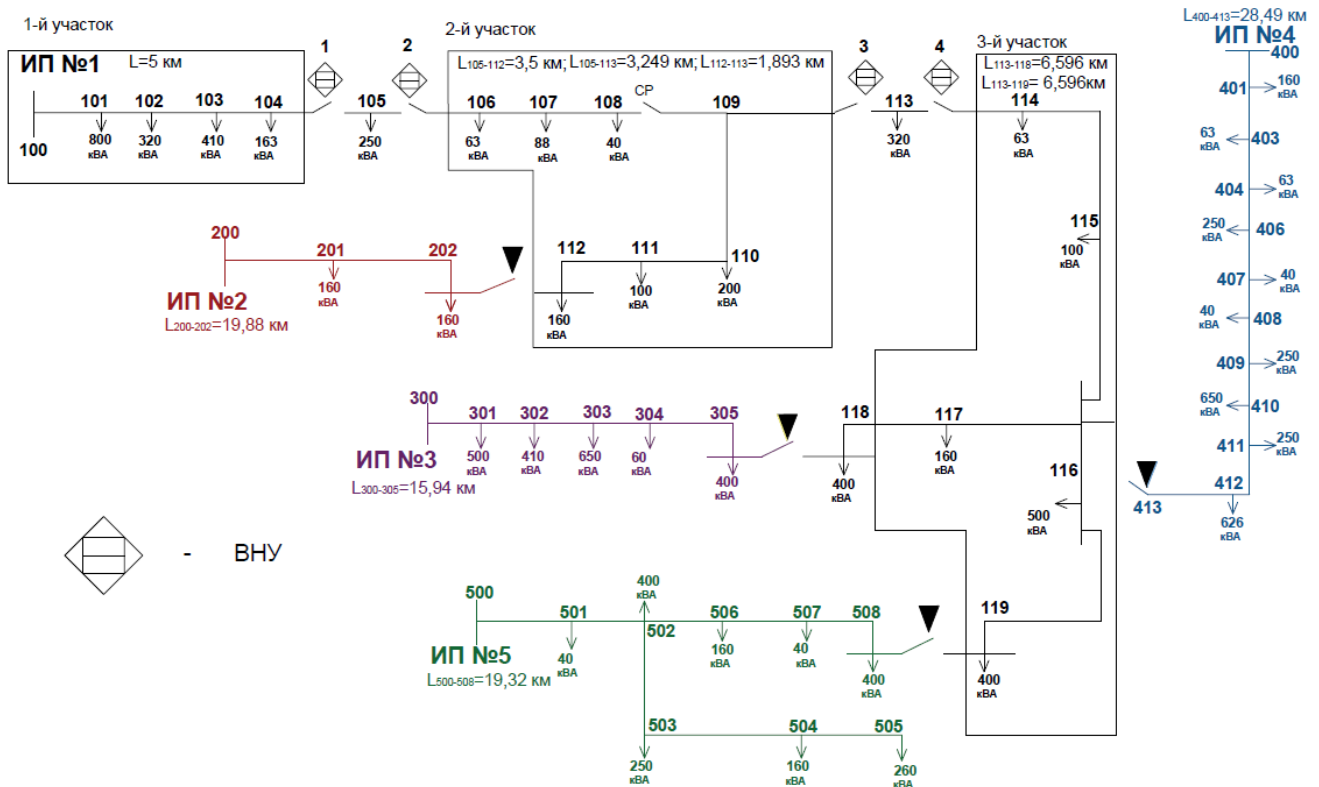 1-й участок
ИП №1
L=5 км
101
102
103
104
100
800
кВА
320
кВА
410
кВА
163
кВА
1
105
250
кВА
2
2-й участок
L105-112=3,5 км; L105-113=3,249 км; L112-113=1,893 км
106
107
108
СР
109
63
кВА
88
кВА
40
кВА
112
111
110
160
кВА
100
кВА
200
кВА
3
4
113
320
кВА
3-й участок
L113-118=6,596 км
L113-119= 6,596км
114
63
кВА
115
100
кВА
118
117
116
400
кВА
160
кВА
500
кВА
119
400
кВА
200
201
202
160
кВА
160
кВА
ИП №2
L200-202=19,88 км
300
301
302
303
304
305
500
кВА
410
кВА
650
кВА
60
кВА
400
кВА
ИП №3
L300-305=15,94 км
L400-413=28,49 км
ИП №4
400
401
160
кВА
63
кВА
403
404
63
кВА
250
кВА
406
407
40
кВА
40
кВА
408
409
250
кВА
650
кВА
410
411
250
кВА
412
413
626
кВА
- ВНУ
500
501
400
кВА
502
506
507
508
40
кВА
160
кВА
40
кВА
400
кВА
ИП №5
L500-508=19,32 км
503
504
505
250
кВА
160
кВА
260
кВА